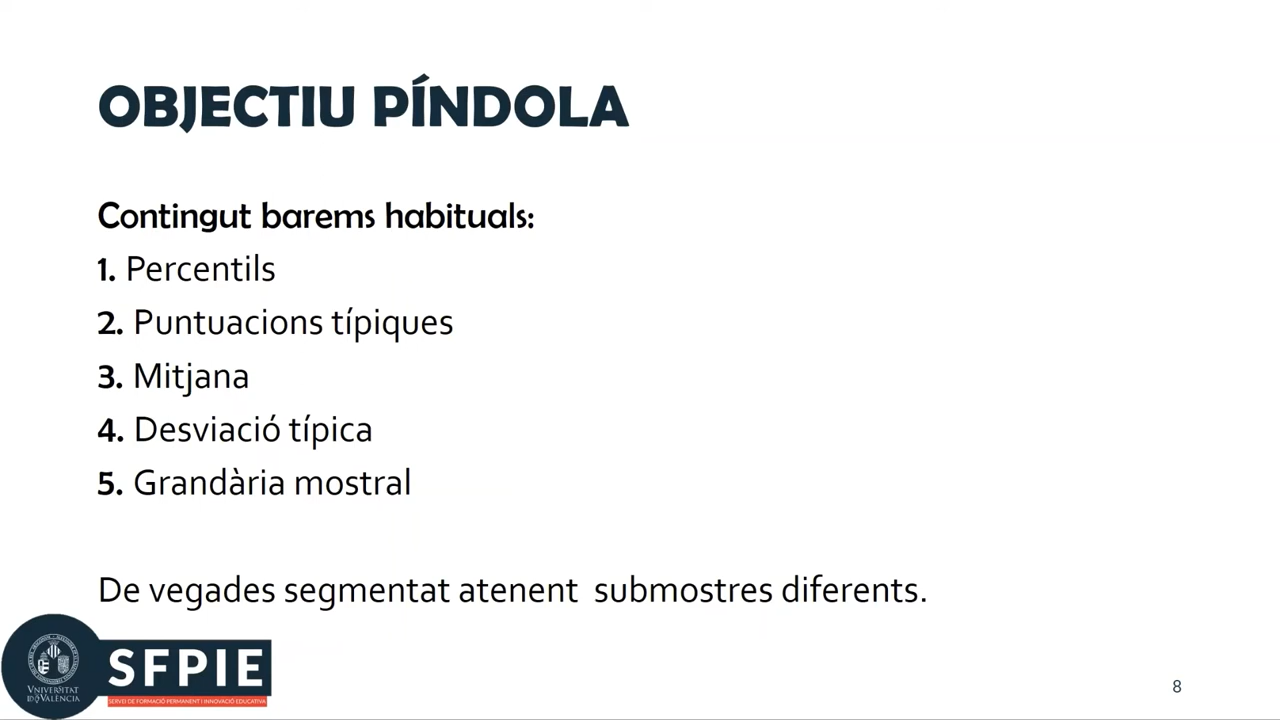 OBJECTIU PÍNDOLA
Contingut barems habituals:
1. Percentils
2. Puntuacions típiques
3. Mitjana
4. Desviació típica
5. Grandària mostral
De vegades segmentat atenent  submostres diferents.
VNIVERSITAT
ID VALÈNCIA
SFPIE
SERVEI DE FORMACIÓ PERMANENT I INNOVACIÓ EDUCATIVA
8